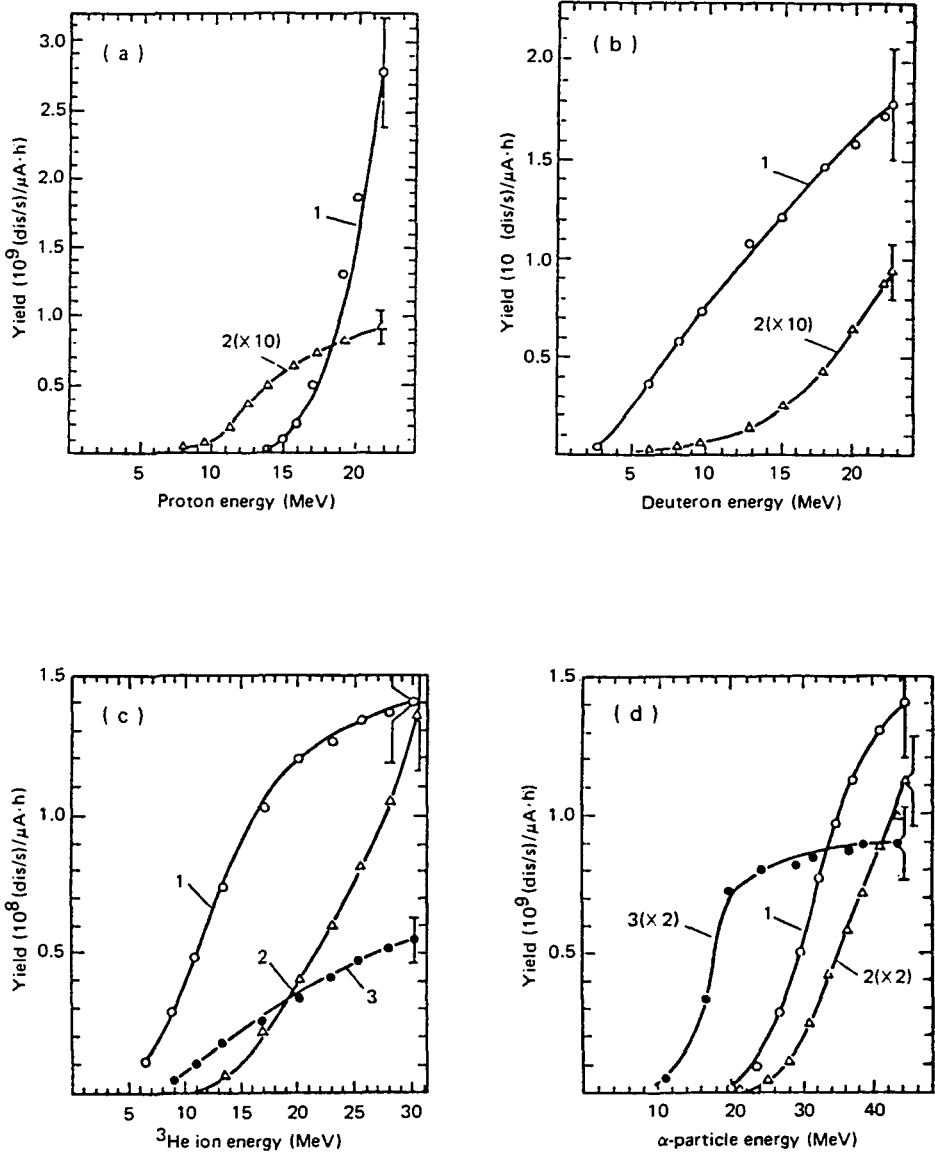 ( a )
Yield (10⁹(dis/s)/μA·h)
3.0
2.5
2.0
1.5
1.0
0.5
1
2(×10)
5 10 15 20
Proton energy (MeV)
( b )
Yield (10 (dis/s)/μA·h)
2.0
1.5
1.0
0.5
1
2(×10)
5 10 15 20
Deuteron energy (MeV)
( c )
Yield (10⁸(dis/s)/μA·h)
1.5
1.0
0.5
1
2
3
5 10 15 20 25 30
³He ion energy (MeV)
( d )
Yield (10⁹(dis/s)/μA·h)
1.5
1.0
0.5
3(×2)
1
2(×2)
10 20 30 40
α-particle energy (MeV)